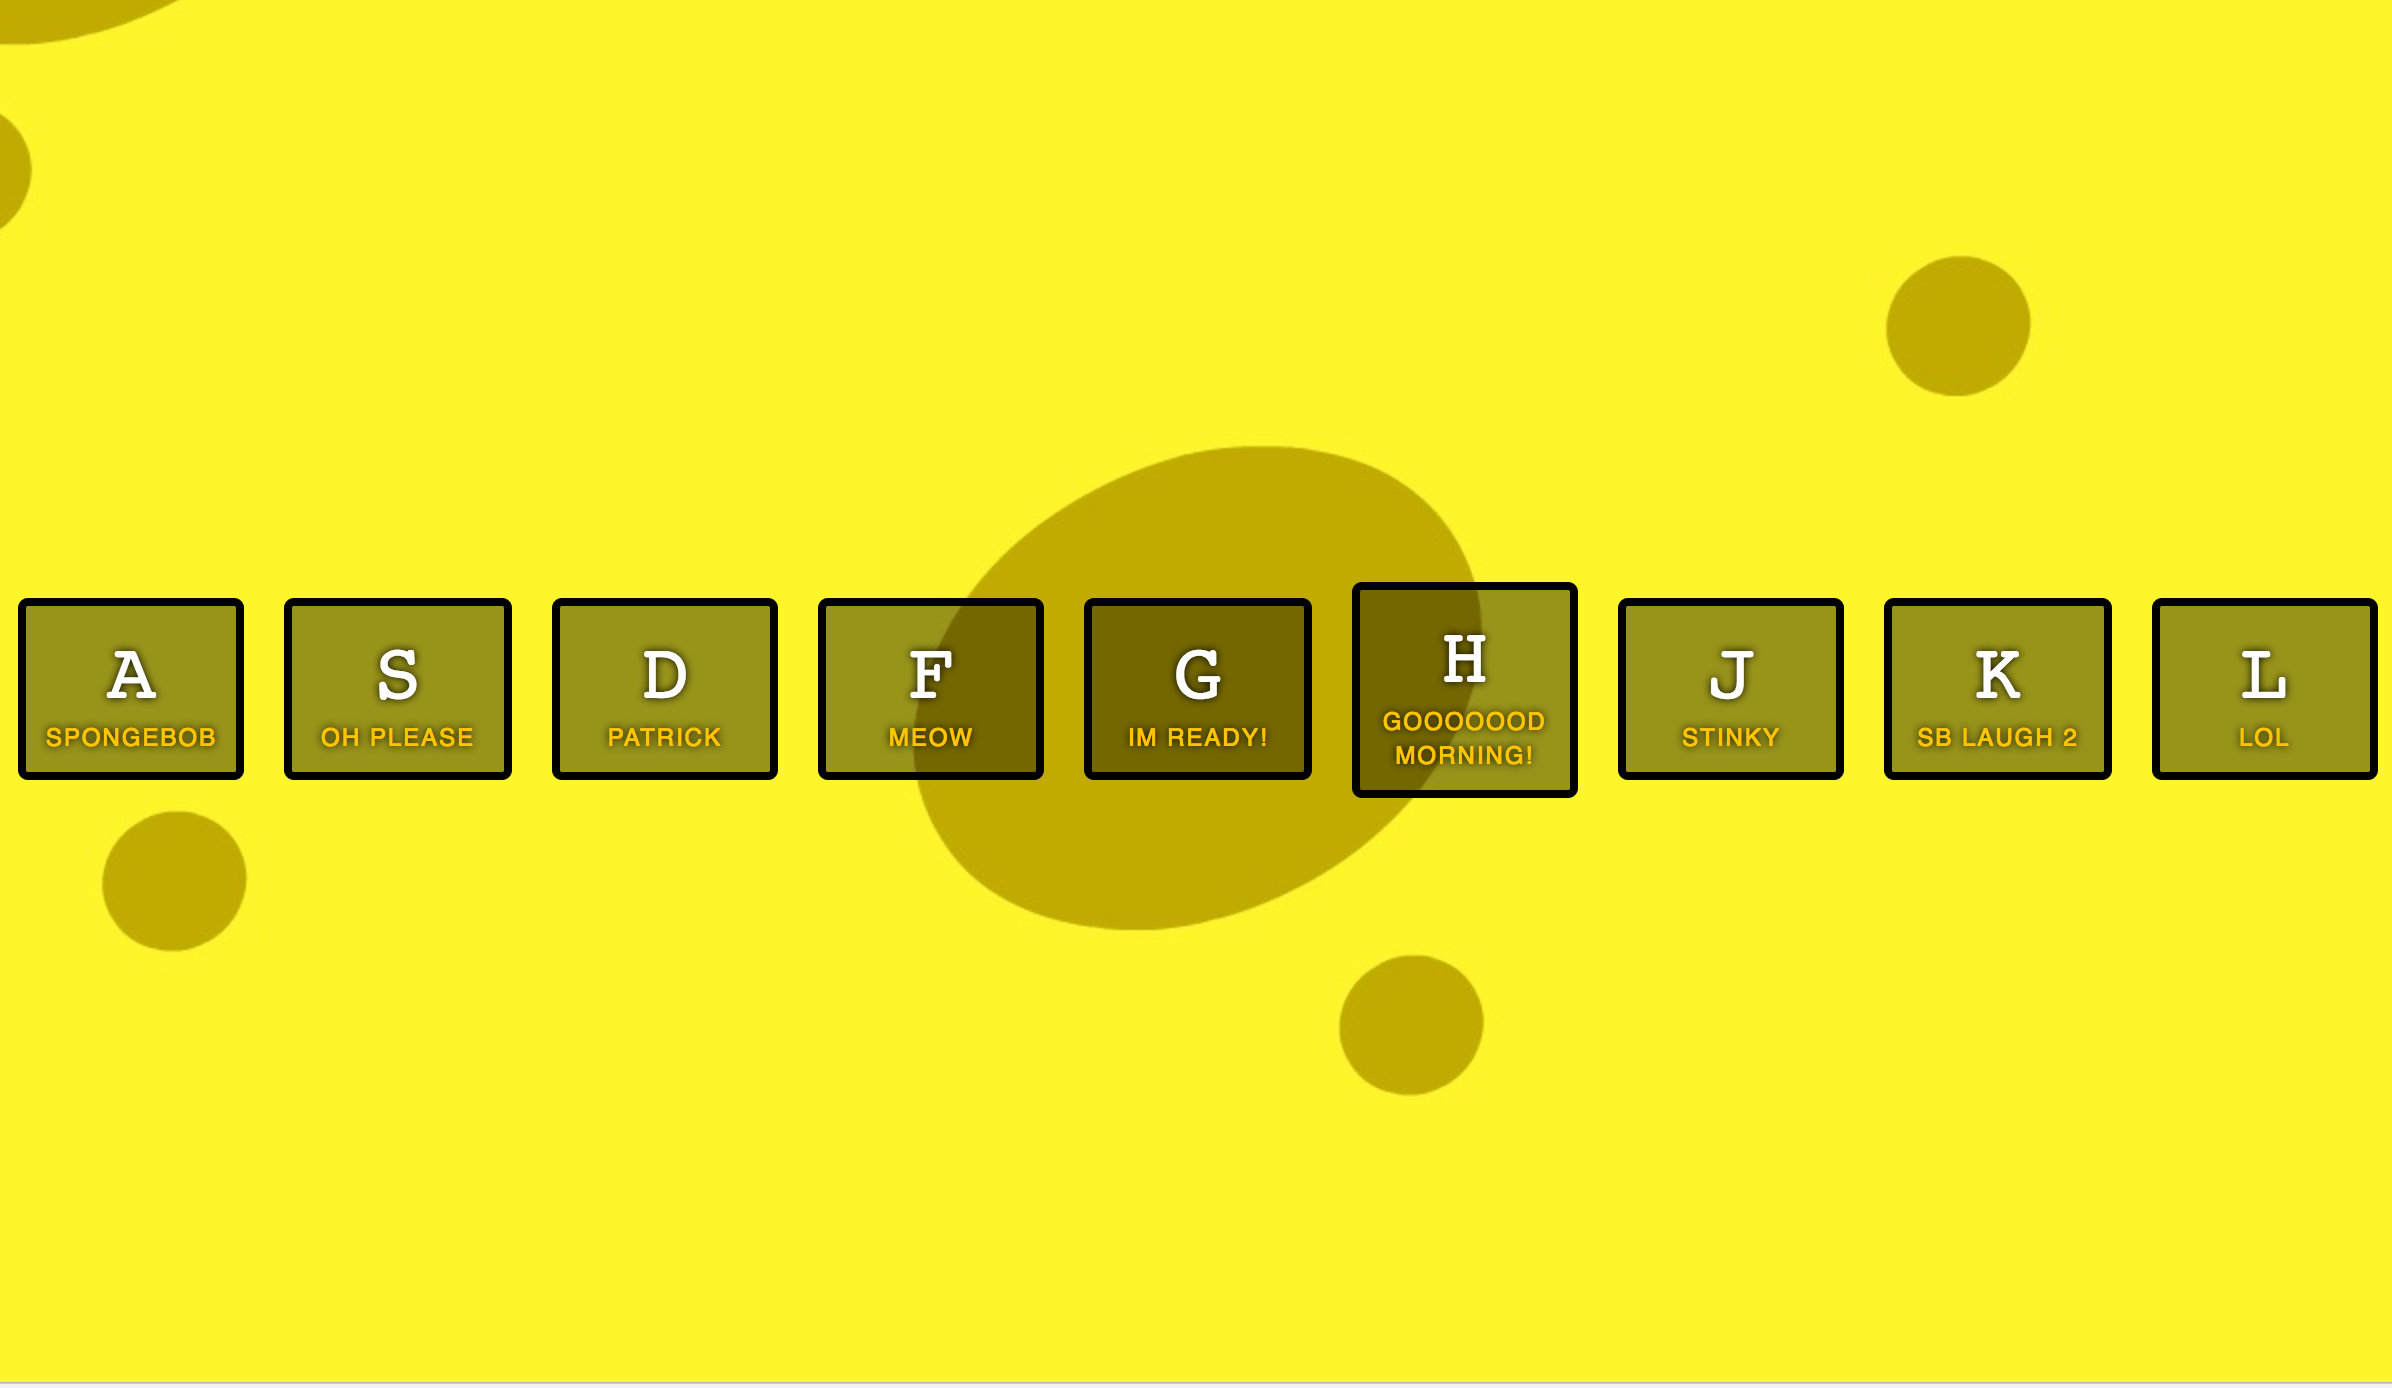 A
SPONGEBOB
S
OH PLEASE
D
PATRICK
F
MEOW
G
IM READY!
H
GOOOOOOD
MORNING!
J
STINKY
K
SB LAUGH 2
L
LOL